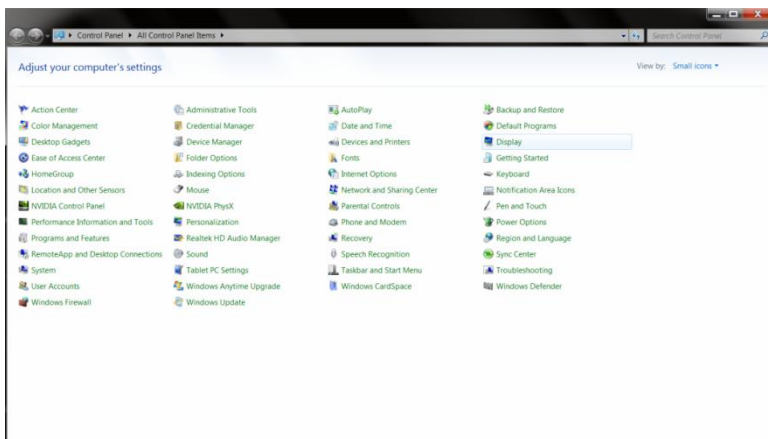 Control Panel ▸ All Control Panel Items ▸ Search Control Panel
Adjust your computer's settings View by: Small icons
Action Center Administrative Tools AutoPlay Backup and Restore
Color Management Credential Manager Date and Time Default Programs
Desktop Gadgets Device Manager Devices and Printers Display
Ease of Access Center Folder Options Fonts Getting Started
HomeGroup Indexing Options Internet Options Keyboard
Location and Other Sensors Mouse Network and Sharing Center Notification Area Icons
NVIDIA Control Panel NVIDIA PhysX Parental Controls Pen and Touch
Performance Information and Tools Personalization Phone and Modem Power Options
Programs and Features Realtek HD Audio Manager Recovery Region and Language
RemoteApp and Desktop Connections Sound Speech Recognition Sync Center
System Tablet PC Settings Taskbar and Start Menu Troubleshooting
User Accounts Windows Anytime Upgrade Windows CardSpace Windows Defender
Windows Firewall Windows Update